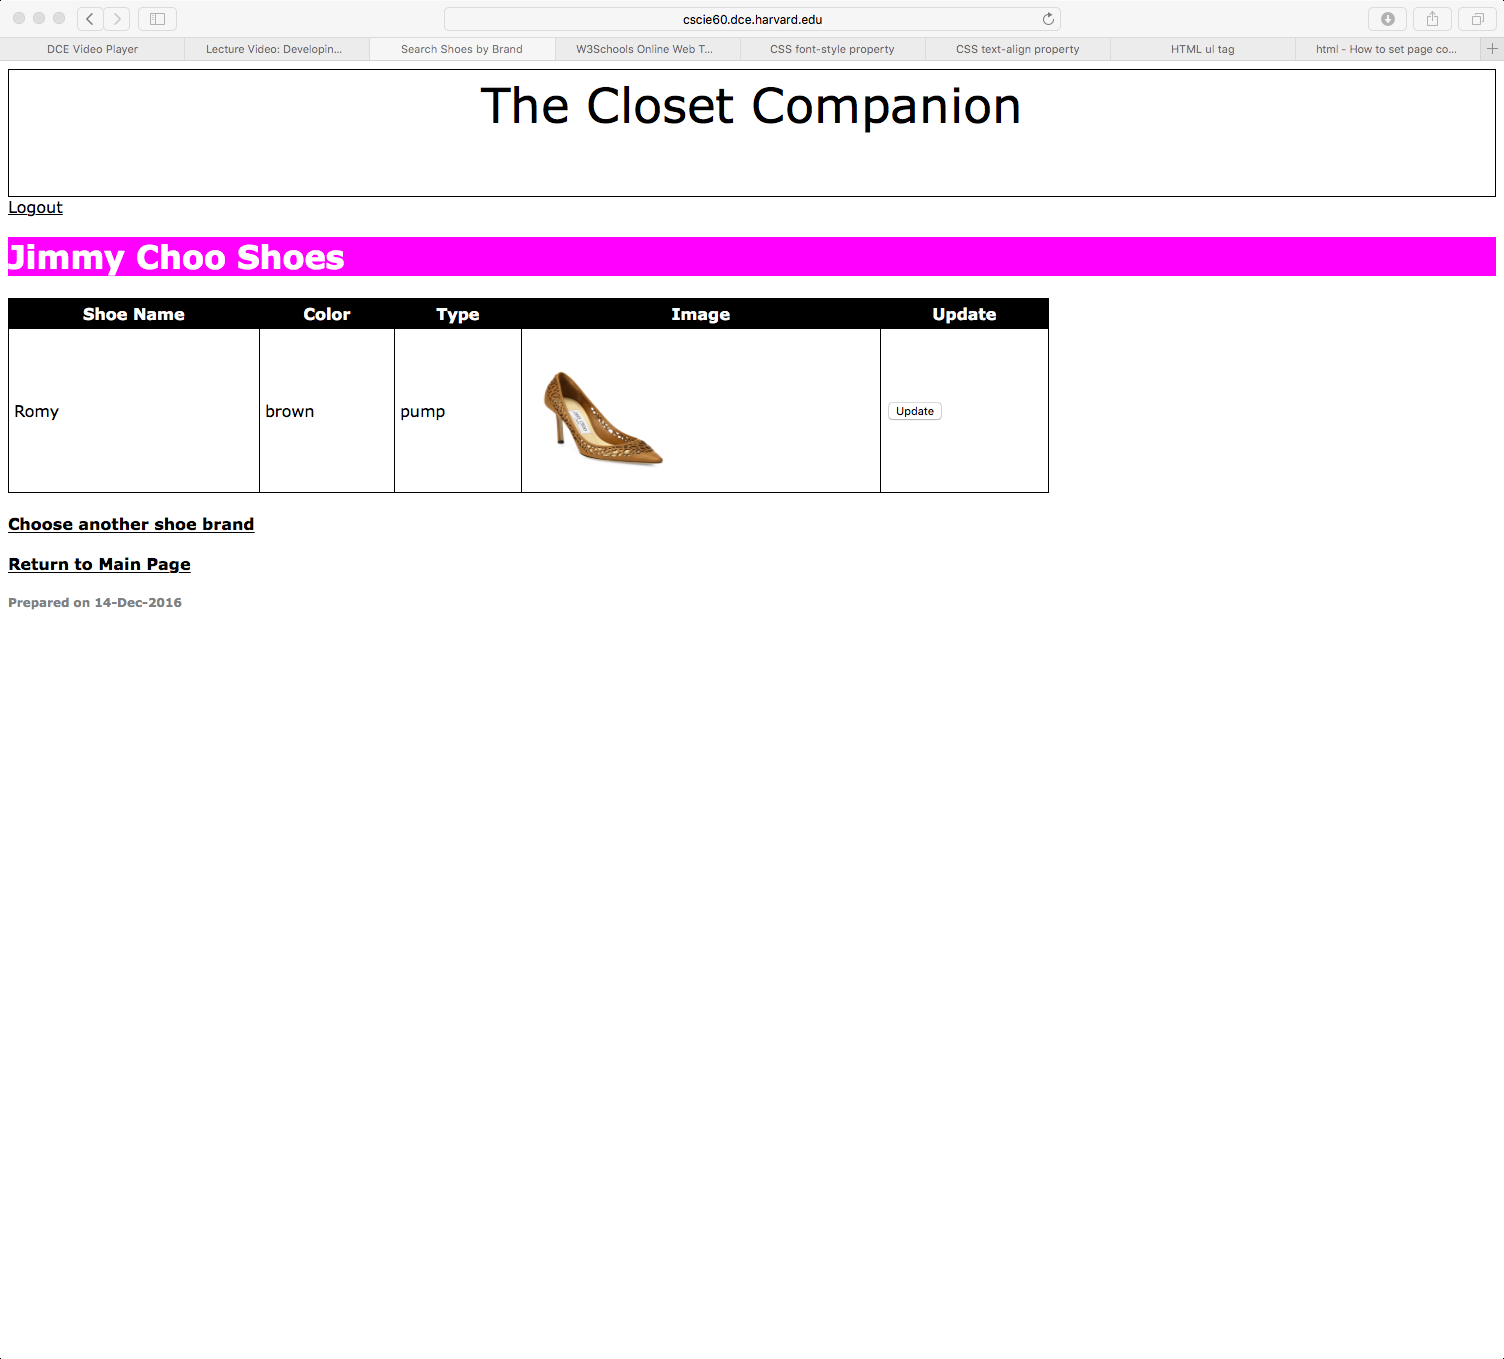 cscie60.dce.harvard.edu
DCE Video Player
Lecture Video: Developin...
Search Shoes by Brand
W3Schools Online Web T...
CSS font-style property
CSS text-align property
HTML ul tag
html - How to set page co...
The Closet Companion
Logout
Jimmy Choo Shoes
Shoe Name Color Type Image Update
Romy brown pump Update
Choose another shoe brand
Return to Main Page
Prepared on 14-Dec-2016